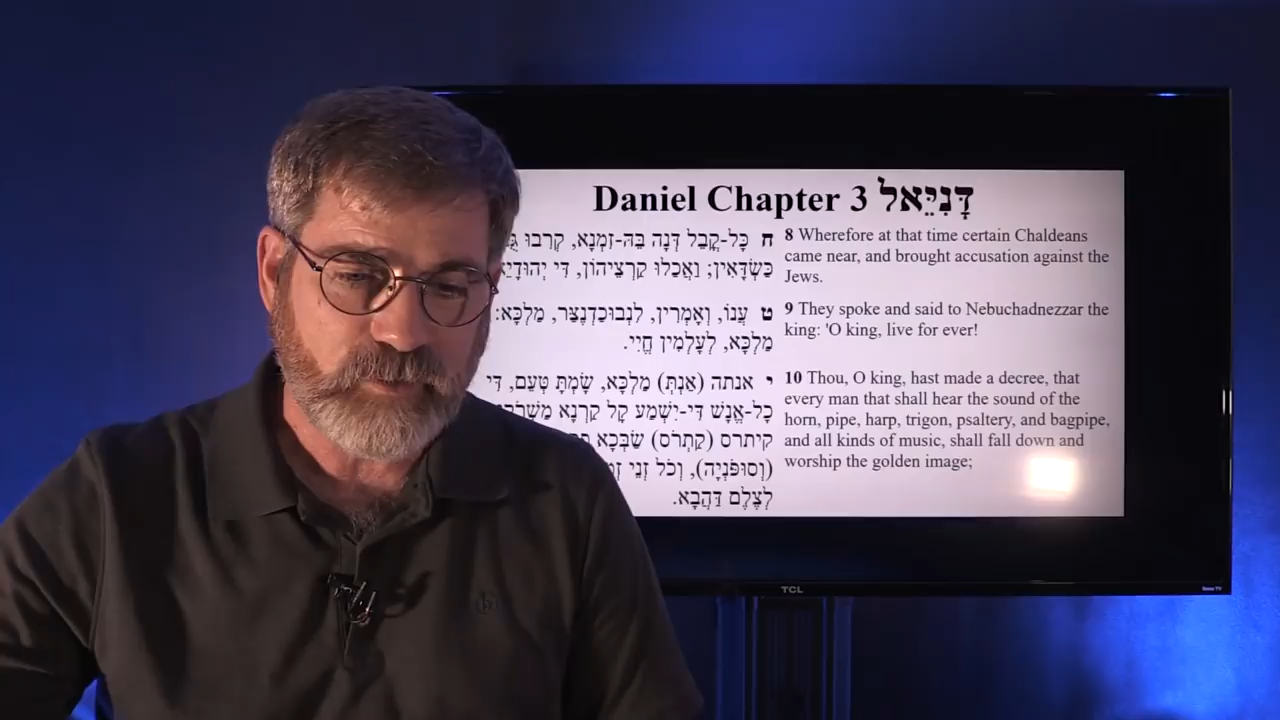 Daniel Chapter 3 דָּנִיֵּאל
ח כָּל-קֳבֵל דְּנָה בֵּהּ-זִמְנָא, קְרִבוּ
כַּשְׂדָּאִין; וַאֲכַלוּ קַרְצֵיהוֹן, דִּי
ט עֲנוֹ, וְאָמְרִין, לִנְבוּכַדְנֶצַּר, מַלְכָּא:
מַלְכָּא, לְעָלְמִין חֱיִי.
י אנתה (אַנְתְּ) מַלְכָּא, שָׂמְתָּ טְּעֵם, דִּי
כָל-אֱנָשׁ דִּי-יִשְׁמַע קָל קַרְנָא
קיתרס (קַתְרֹס) שַׂבְּכָא
(וְסוּפֹּנְיָה), וְכֹל זְנֵי
לְצֶלֶם דַּהֲבָא.
8 Wherefore at that time certain Chaldeans
came near, and brought accusation against the
Jews.
9 They spoke and said to Nebuchadnezzar the
king: 'O king, live for ever!
10 Thou, O king, hast made a decree, that
every man that shall hear the sound of the
horn, pipe, harp, trigon, psaltery, and bagpipe,
and all kinds of music, shall fall down and
worship the golden image;
TCL
Roku TV